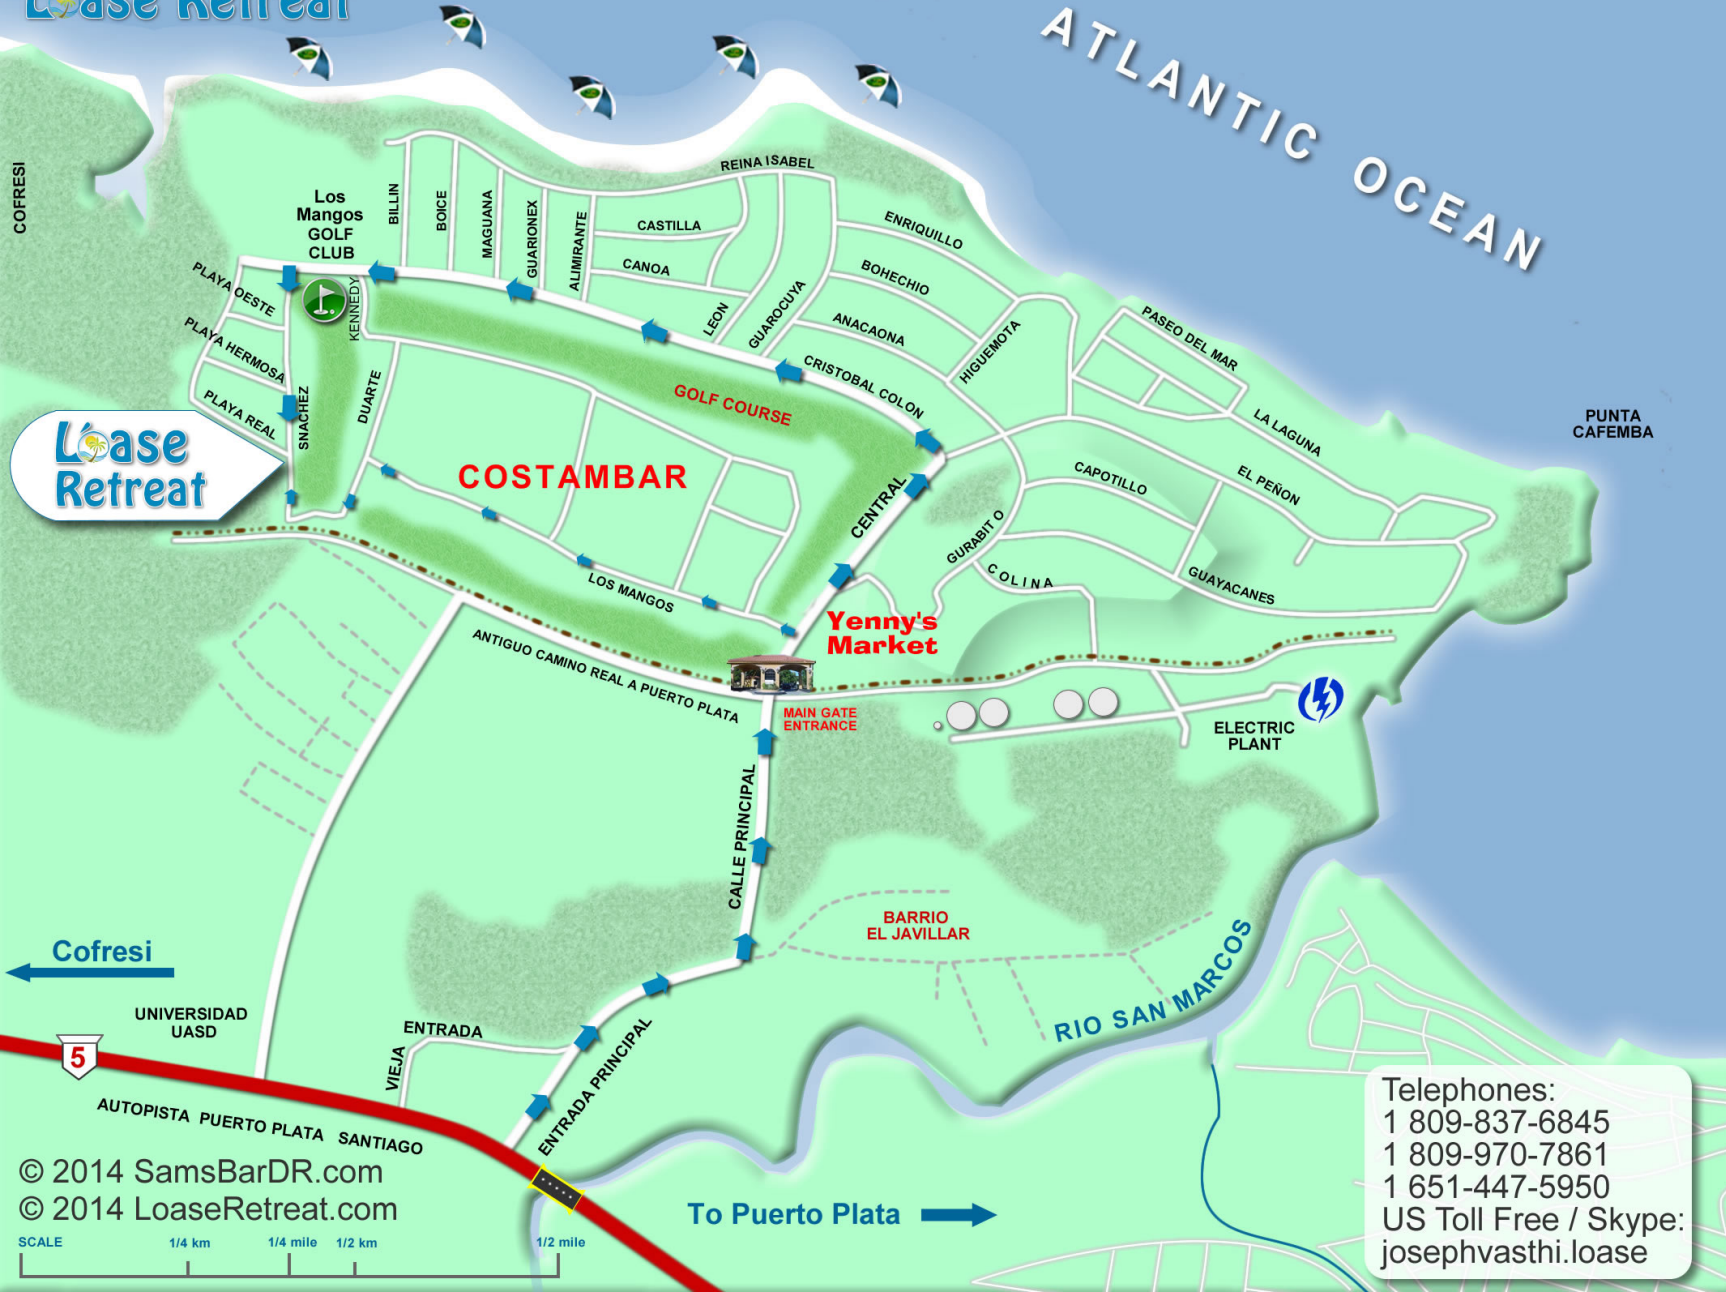 Loase Retreat
ATLANTIC OCEAN
COFRESI
Los
Mangos
GOLF
CLUB
BILLIN
BOICE
MAGUANA
GUARIONEX
ALIMIRANTE
REINA ISABEL
CASTILLA
CANOA
LEON
GUAROCUYA
ENRIQUILLO
BOHECHIO
ANACAONA
HIGUEMOTA
CRISTOBAL COLON
PASEO DEL MAR
LA LAGUNA
EL PEÑON
PUNTA
CAFEMBA
PLAYA OESTE
PLAYA HERMOSA
PLAYA REAL
KENNEDY
SNACHEZ
DUARTE
GOLF COURSE
COSTAMBAR
Loase
Retreat
CENTRAL
CAPOTILLO
GURABIT O
COLINA
GUAYACANES
LOS MANGOS
Yenny's
Market
ANTIGUO CAMINO REAL A PUERTO PLATA
MAIN GATE
ENTRANCE
ELECTRIC
PLANT
CALLE PRINCIPAL
BARRIO
EL JAVILLAR
RIO SAN MARCOS
Cofresi
UNIVERSIDAD
UASD
ENTRADA
VIEJA
ENTRADA PRINCIPAL
5
AUTOPISTA PUERTO PLATA SANTIAGO
© 2014 SamsBarDR.com
© 2014 LoaseRetreat.com
To Puerto Plata
SCALE
1/4 km
1/4 mile
1/2 km
1/2 mile
Telephones:
1 809-837-6845
1 809-970-7861
1 651-447-5950
US Toll Free / Skype:
josephvasthi.loase